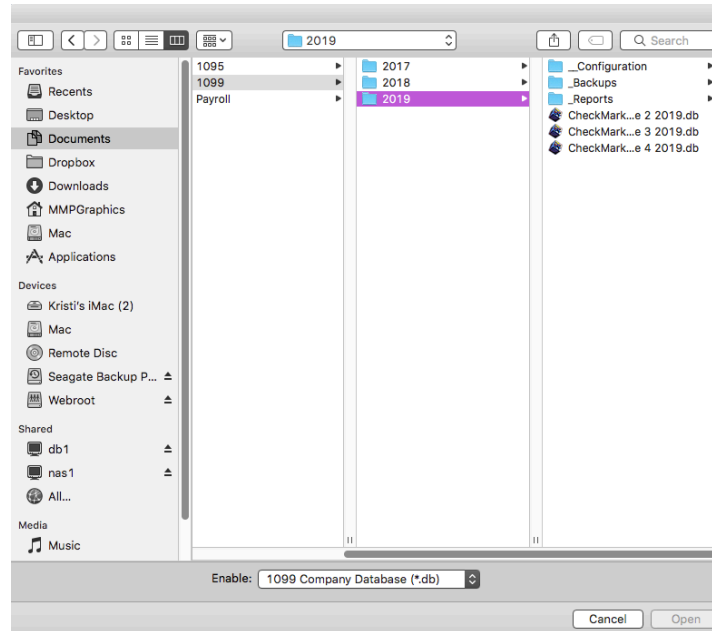 2019
Search
Favorites
Recents
Desktop
Documents
Dropbox
Downloads
MMPGraphics
Mac
Applications
Devices
Kristi's iMac (2)
Mac
Remote Disc
Seagate Backup P...
Webroot
Shared
db1
nas1
All...
Media
Music
1095
1099
Payroll
2017
2018
2019
__Configuration
_Backups
_Reports
CheckMark...e 2 2019.db
CheckMark...e 3 2019.db
CheckMark...e 4 2019.db
Enable: 1099 Company Database (*.db)
Cancel Open